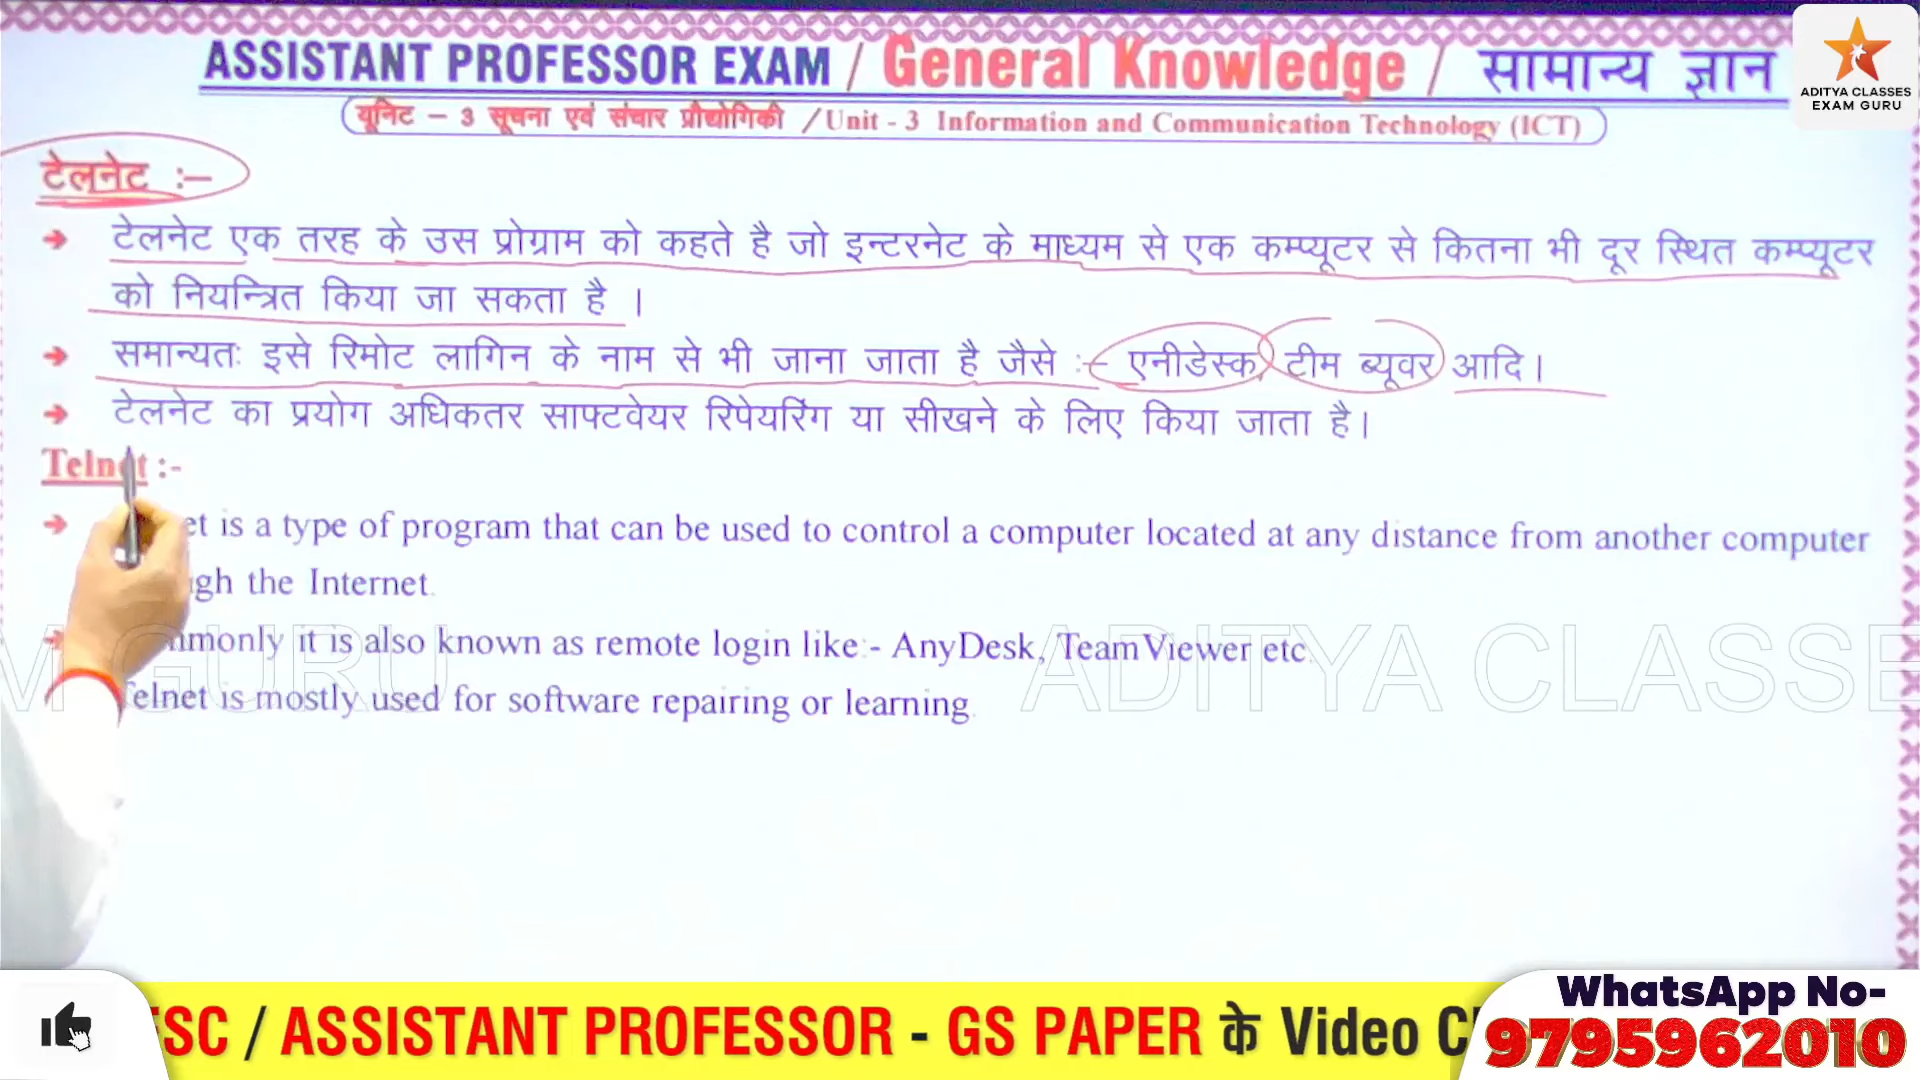 ASSISTANT PROFESSOR EXAM / General Knowledge / सामान्य ज्ञान
ADITYA CLASSES
EXAM GURU
यूनिट – 3 सूचना एवं संचार प्रौद्योगिकी / Unit - 3 Information and Communication Technology (ICT)
टेलनेट :–
➔ टेलनेट एक तरह के उस प्रोग्राम को कहते है जो इन्टरनेट के माध्यम से एक कम्प्यूटर से कितना भी दूर स्थित कम्प्यूटर
को नियन्त्रित किया जा सकता है ।
➔ समान्यतः इसे रिमोट लागिन के नाम से भी जाना जाता है जैसे :– एनीडेस्क, टीम ब्यूवर आदि।
➔ टेलनेट का प्रयोग अधिकतर साफ्टवेयर रिपेयरिंग या सीखने के लिए किया जाता है।
Telnet :-
➔ is a type of program that can be used to control a computer located at any distance from another computer
the Internet.
➔ it is also known as remote login like:- AnyDesk, TeamViewer etc.
Telnet is mostly used for software repairing or learning.
GURU ADITYA CLASSE
/ ASSISTANT PROFESSOR - GS PAPER के Video
WhatsApp No-
9795962010